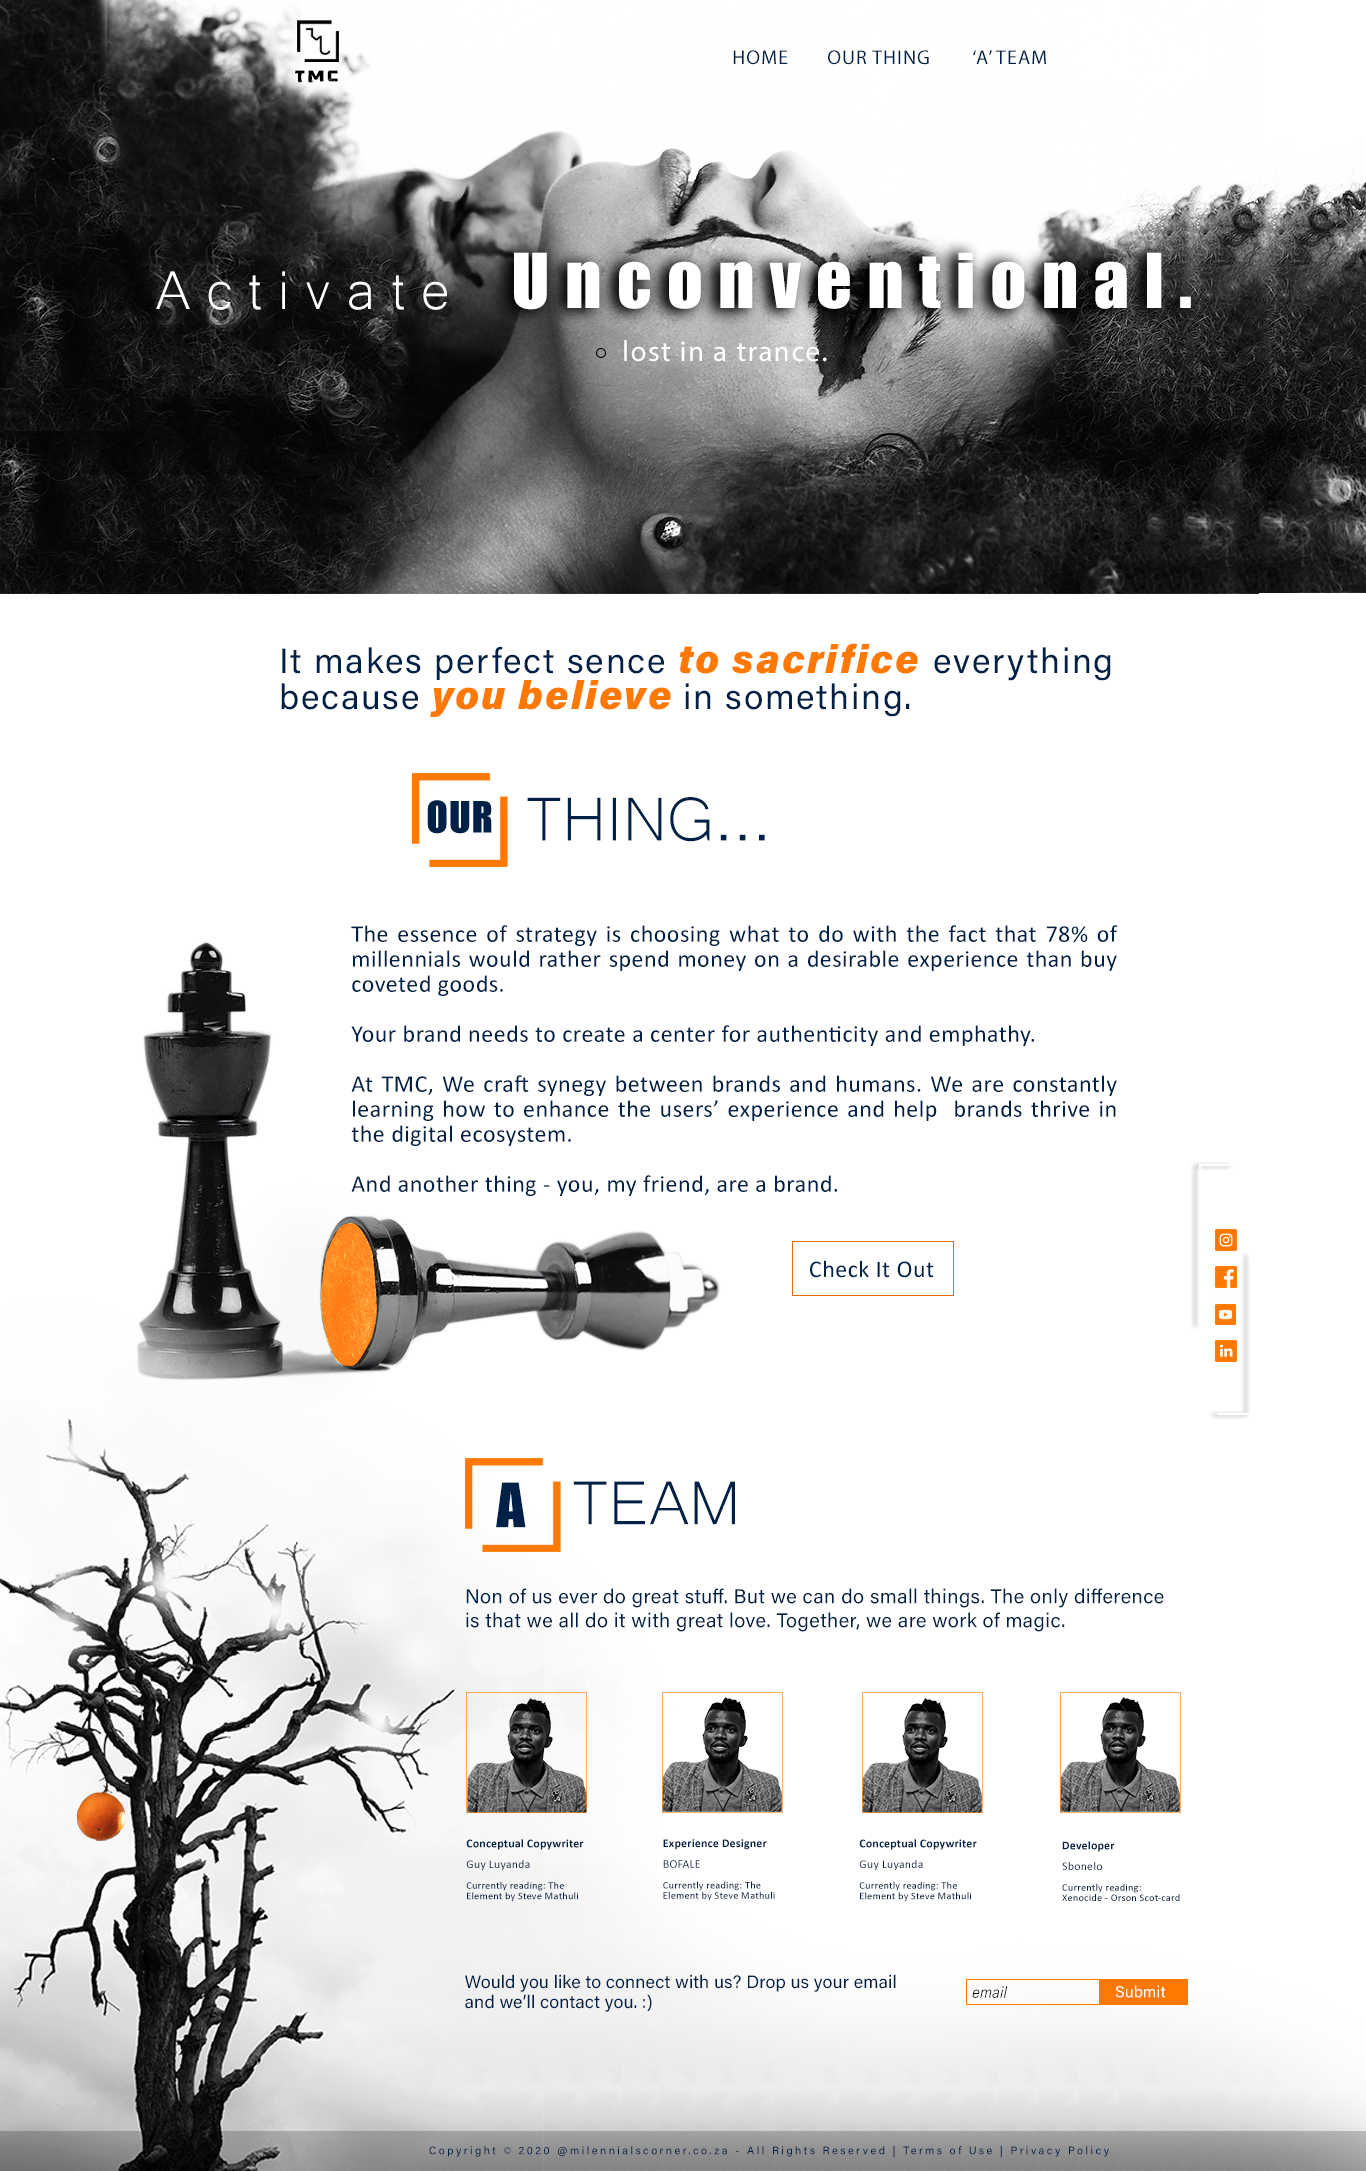 TMC
HOME OUR THING ‘A’ TEAM
Activate Unconventional.
lost in a trance.
It makes perfect sence to sacrifice everything
because you believe in something.
OUR THING...
The essence of strategy is choosing what to do with the fact that 78% of
millennials would rather spend money on a desirable experience than buy
coveted goods.
Your brand needs to create a center for authenticity and emphathy.
At TMC, We craft synegy between brands and humans. We are constantly
learning how to enhance the users’ experience and help brands thrive in
the digital ecosystem.
And another thing - you, my friend, are a brand.
Check It Out
in
A TEAM
Non of us ever do great stuff. But we can do small things. The only difference
is that we all do it with great love. Together, we are work of magic.
Conceptual Copywriter
Guy Luyanda
Currently reading: The
Element by Steve Mathuli
Experience Designer
BOFALE
Currently reading: The
Element by Steve Mathuli
Conceptual Copywriter
Guy Luyanda
Currently reading: The
Element by Steve Mathuli
Developer
Sbonelo
Currently reading:
Xenocide - Orson Scot-card
Would you like to connect with us? Drop us your email
and we’ll contact you. :)
email Submit
Copyright © 2020 @milennialscorner.co.za - All Rights Reserved | Terms of Use | Privacy Policy